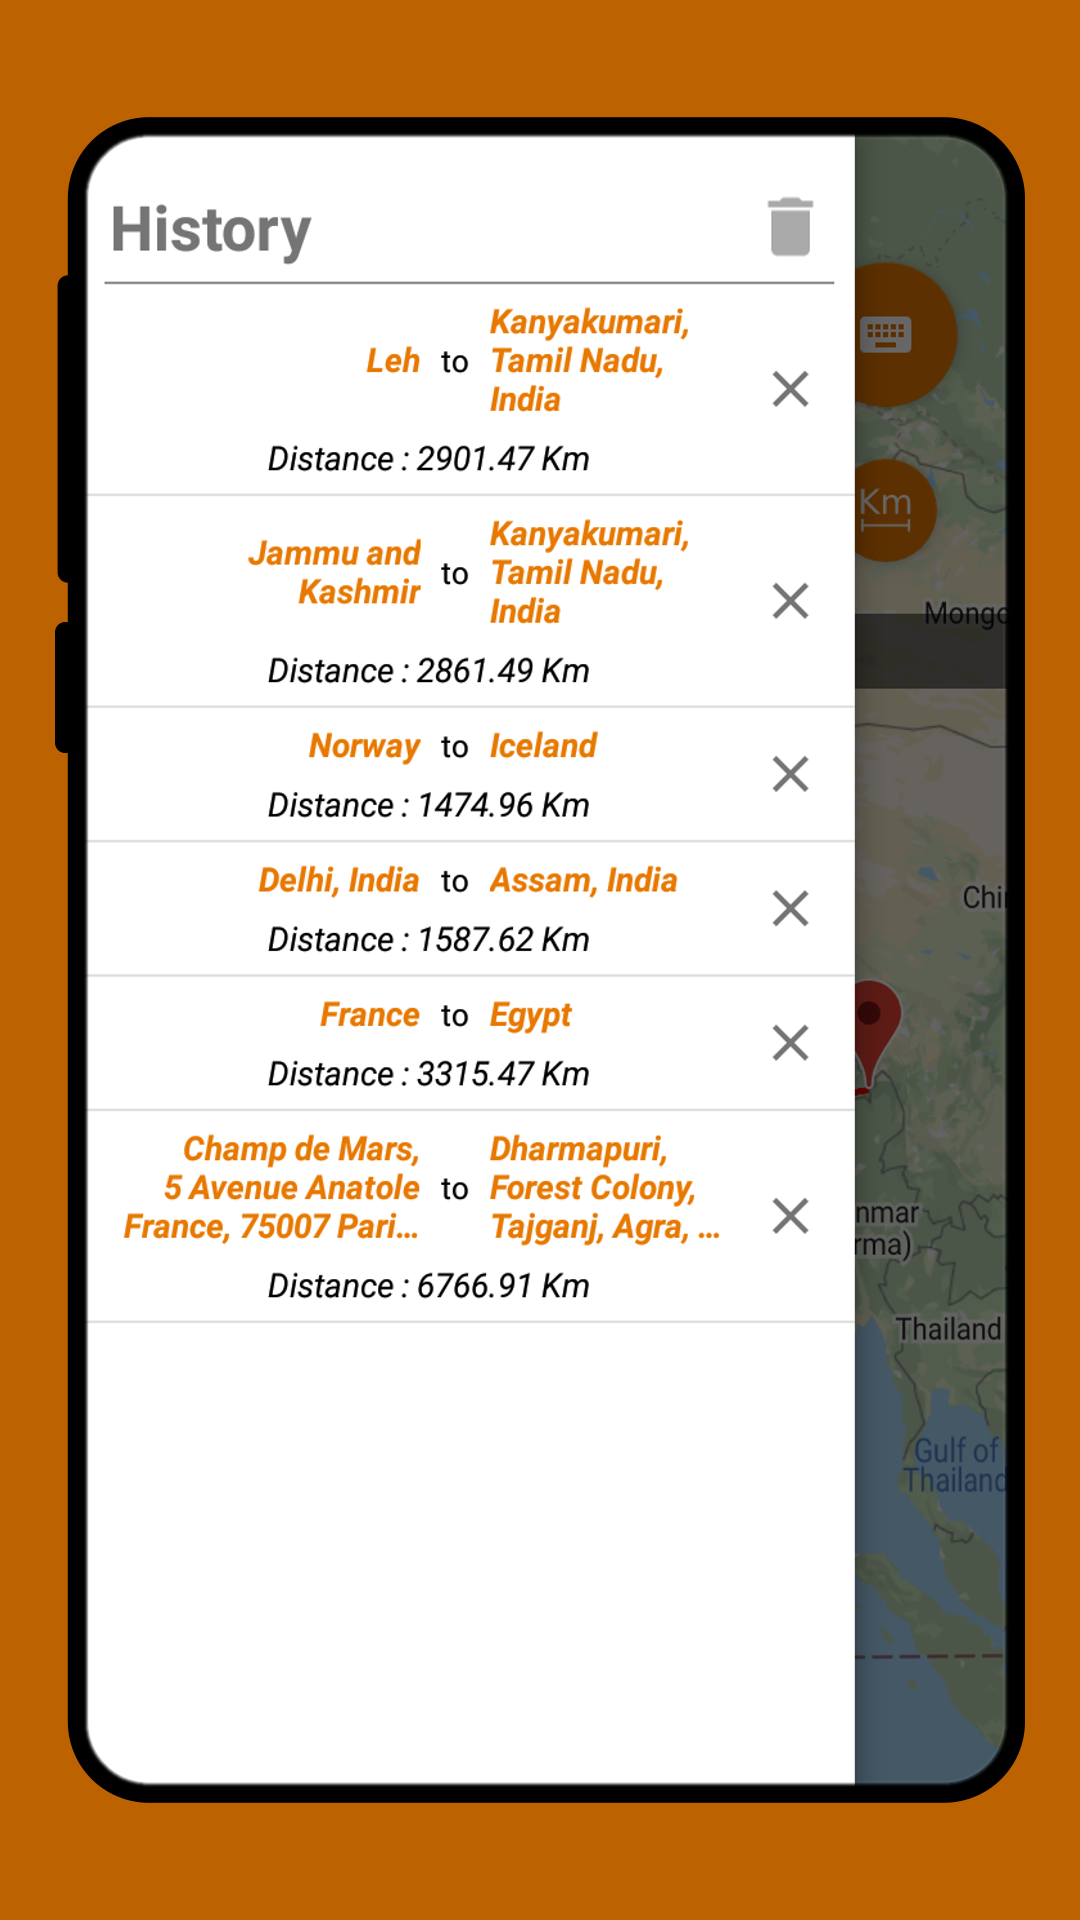 History
Leh to Kanyakumari,
Tamil Nadu,
India
Distance : 2901.47 Km
Jammu and
Kashmir
to
Kanyakumari,
Tamil Nadu,
India
Distance : 2861.49 Km
Norway to Iceland
Distance : 1474.96 Km
Delhi, India to Assam, India
Distance : 1587.62 Km
France to Egypt
Distance : 3315.47 Km
Champ de Mars,
5 Avenue Anatole
France, 75007 Pari...
to
Dharmapuri,
Forest Colony,
Tajganj, Agra, ...
Distance : 6766.91 Km
Km
Mongo
Chi
nmar
rma)
Thailand
Gulf of
Thailand